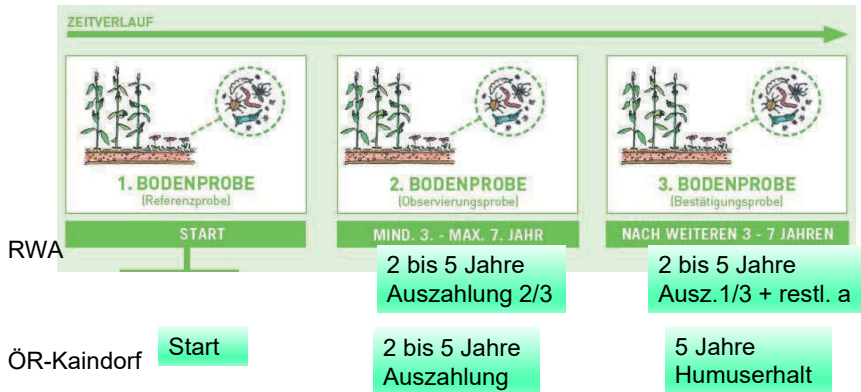 ZEITVERLAUF
1. BODENPROBE
(Referenzprobe)
START
2. BODENPROBE
(Observierungsprobe)
MIND. 3. - MAX. 7. JAHR
3. BODENPROBE
(Bestätigungsprobe)
NACH WEITEREN 3 - 7 JAHREN
RWA
2 bis 5 Jahre
Auszahlung 2/3
2 bis 5 Jahre
Ausz.1/3 + restl. a
ÖR-Kaindorf
Start
2 bis 5 Jahre
Auszahlung
5 Jahre
Humuserhalt